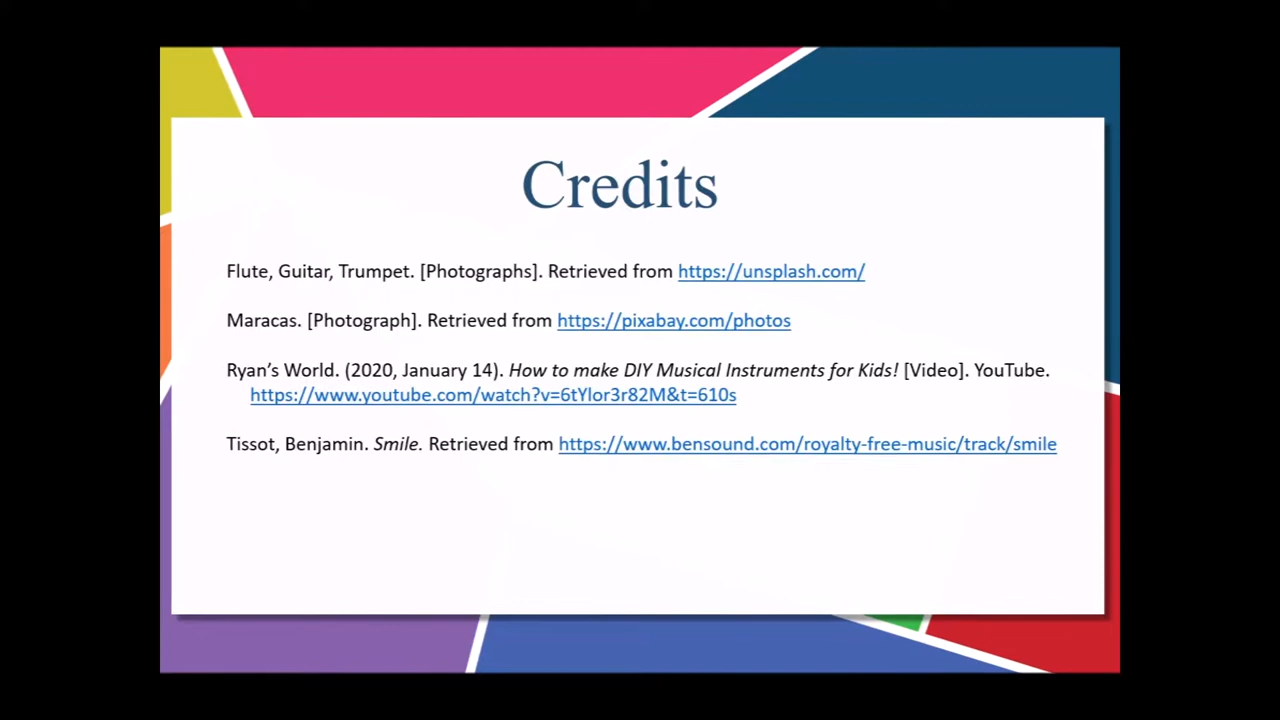 Credits
Flute, Guitar, Trumpet. [Photographs]. Retrieved from https://unsplash.com/
Maracas. [Photograph]. Retrieved from https://pixabay.com/photos
Ryan’s World. (2020, January 14). How to make DIY Musical Instruments for Kids! [Video]. YouTube.
https://www.youtube.com/watch?v=6tYlor3r82M&t=610s
Tissot, Benjamin. Smile. Retrieved from https://www.bensound.com/royalty-free-music/track/smile